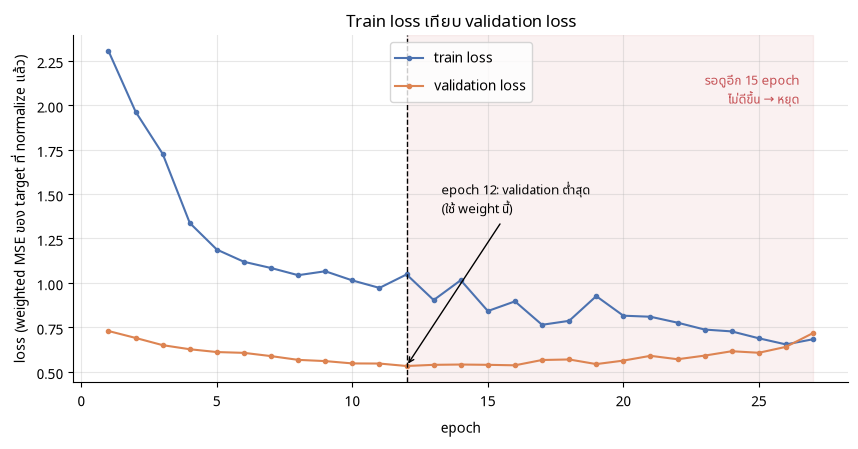 Train loss เทียบ validation loss
train loss
validation loss
รอดูอีก 15 epoch
ไม่ดีขึ้น → หยุด
epoch 12: validation ต่ำสุด
(ใช้ weight นี้)
loss (weighted MSE ของ target ที่ normalize แล้ว)
2.25
2.00
1.75
1.50
1.25
1.00
0.75
0.50
0
5
10
15
20
25
epoch